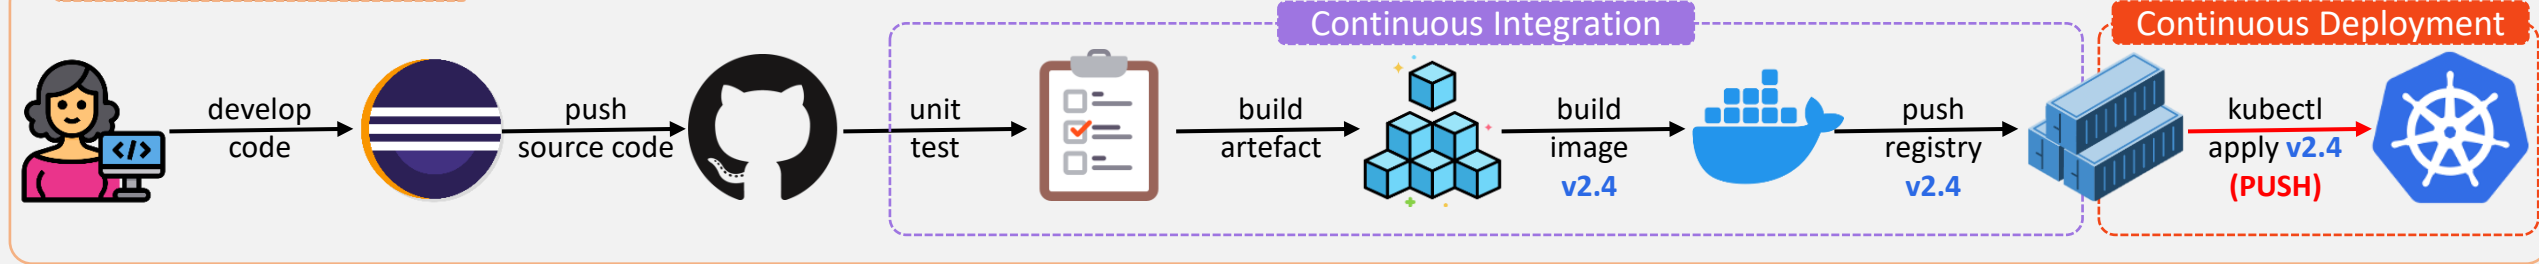 Continuous Integration
Continuous Deployment
develop
code
push
source code
unit
test
build
artefact
build
image
v2.4
push
registry
v2.4
kubectl
apply v2.4
(PUSH)
</>